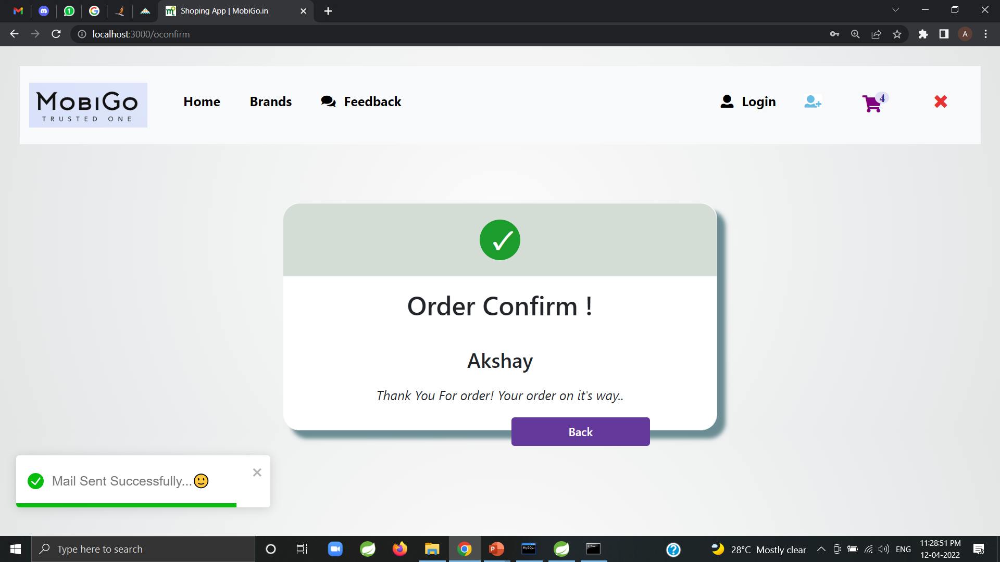 Shoping App | MobiGo.in
localhost:3000/oconfirm
A
MOBIGO
TRUSTED ONE
Home
Brands
Feedback
Login
4
Order Confirm !
Akshay
Thank You For order! Your order on it's way..
Back
Mail Sent Successfully...🙂
Type here to search
28°C Mostly clear
ENG
11:28:51 PM
12-04-2022